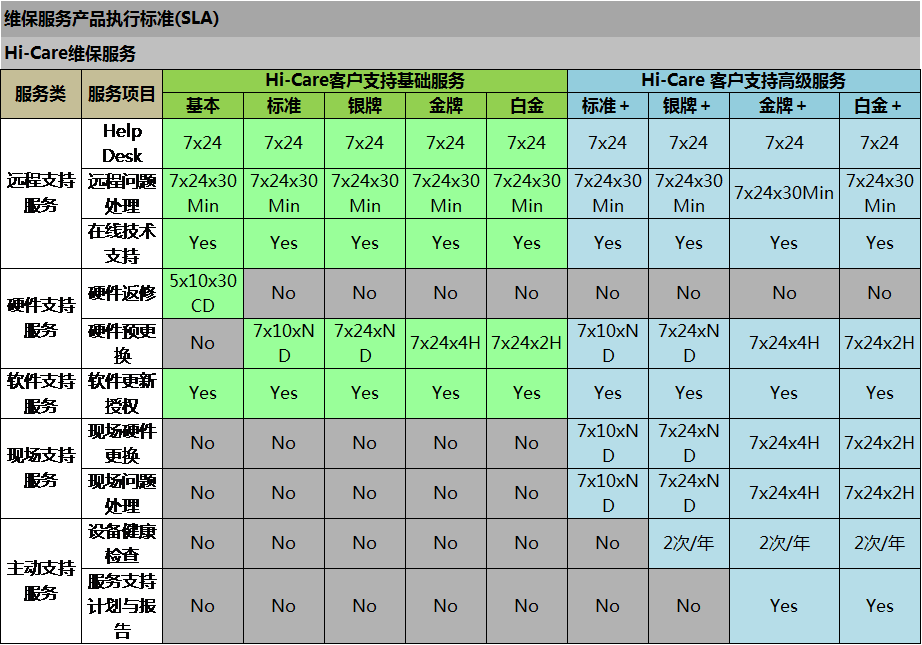 维保服务产品执行标准(SLA)
Hi-Care维保服务
服务类 服务项目 Hi-Care客户支持基础服务 Hi-Care 客户支持高级服务
基本 标准 银牌 金牌 白金 标准+ 银牌+ 金牌+ 白金+
远程支持
服务
Help
Desk
7x24 7x24 7x24 7x24 7x24 7x24 7x24 7x24 7x24
远程问题
处理
7x24x30 7x24x30 7x24x30 7x24x30 7x24x30 7x24x30 7x24x30 7x24x30Min 7x24x30
Min Min Min Min Min Min Min Min
在线技术
支持
Yes Yes Yes Yes Yes Yes Yes Yes Yes
硬件支持
服务
硬件返修
5x10x30
CD
No No No No No No No No
硬件预更
换
No 7x10xN 7x24xN 7x24x4H 7x24x2H 7x10xN 7x24xN 7x24x4H 7x24x2H
D D D D
软件支持
服务
软件更新
授权
Yes Yes Yes Yes Yes Yes Yes Yes Yes
现场支持
服务
现场硬件
更换
No No No No No 7x10xN 7x24xN 7x24x4H 7x24x2H
D D
现场问题
处理
No No No No No 7x10xN 7x24xN 7x24x4H 7x24x2H
D D
主动支持
服务
设备健康
检查
No No No No No No 2次/年 2次/年 2次/年
服务支持
计划与报
告
No No No No No No No Yes Yes